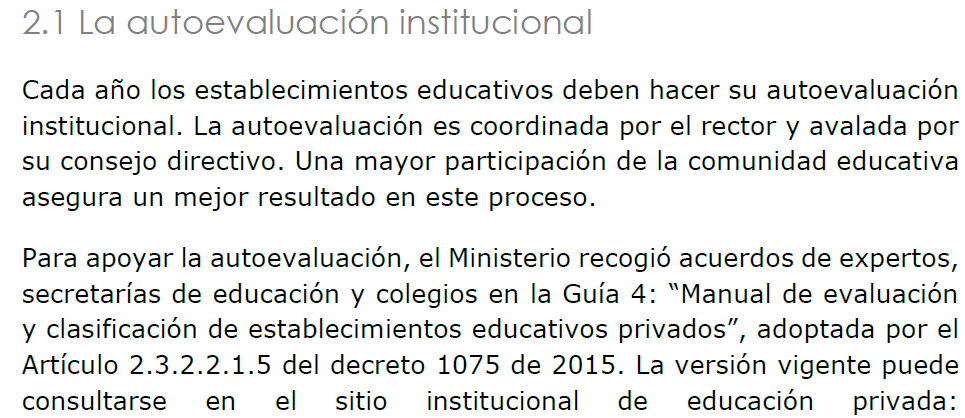 2.1 La autoevaluación institucional
Cada año los establecimientos educativos deben hacer su autoevaluación
institucional. La autoevaluación es coordinada por el rector y avalada por
su consejo directivo. Una mayor participación de la comunidad educativa
asegura un mejor resultado en este proceso.
Para apoyar la autoevaluación, el Ministerio recogió acuerdos de expertos,
secretarías de educación y colegios en la Guía 4: “Manual de evaluación
y clasificación de establecimientos educativos privados”, adoptada por el
Artículo 2.3.2.2.1.5 del decreto 1075 de 2015. La versión vigente puede
consultarse en el sitio institucional de educación privada: